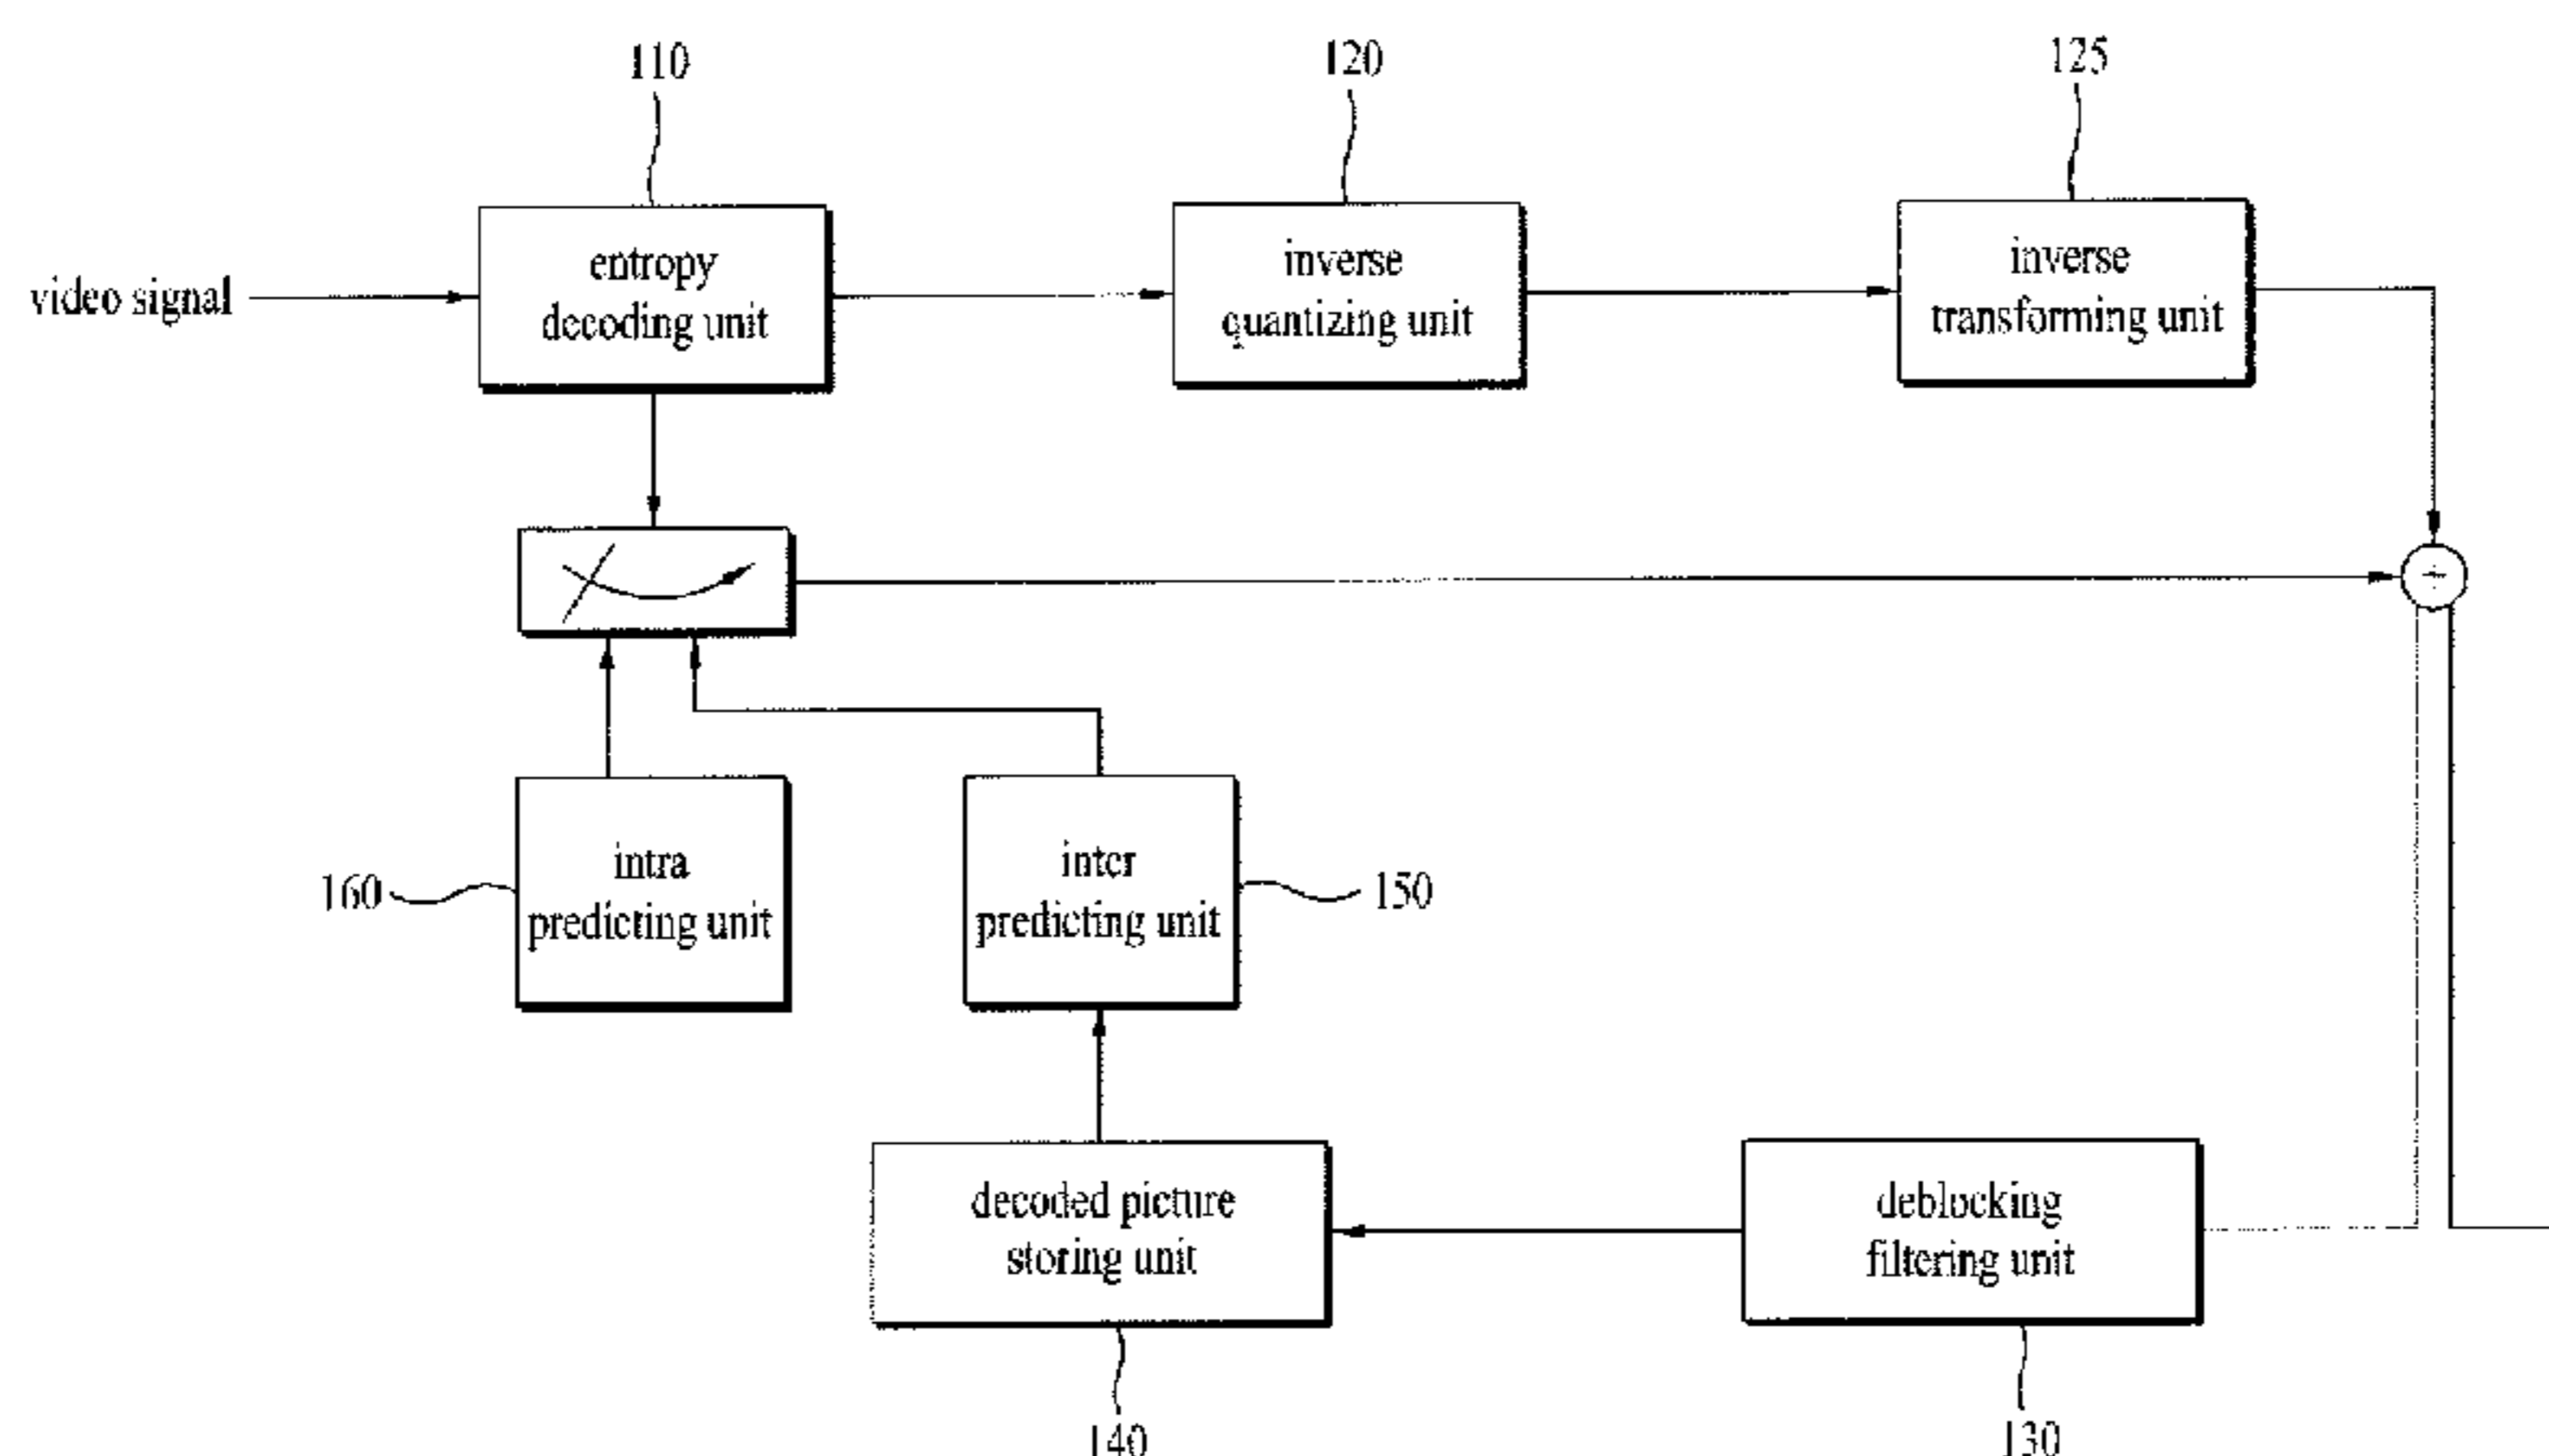 110
120
125
video signal
entropy
decoding unit
inverse
quantizing unit
inverse
transforming unit
+
160
intra
predicting unit
inter
predicting unit
150
decoded picture
storing unit
deblocking
filtering unit
140
130